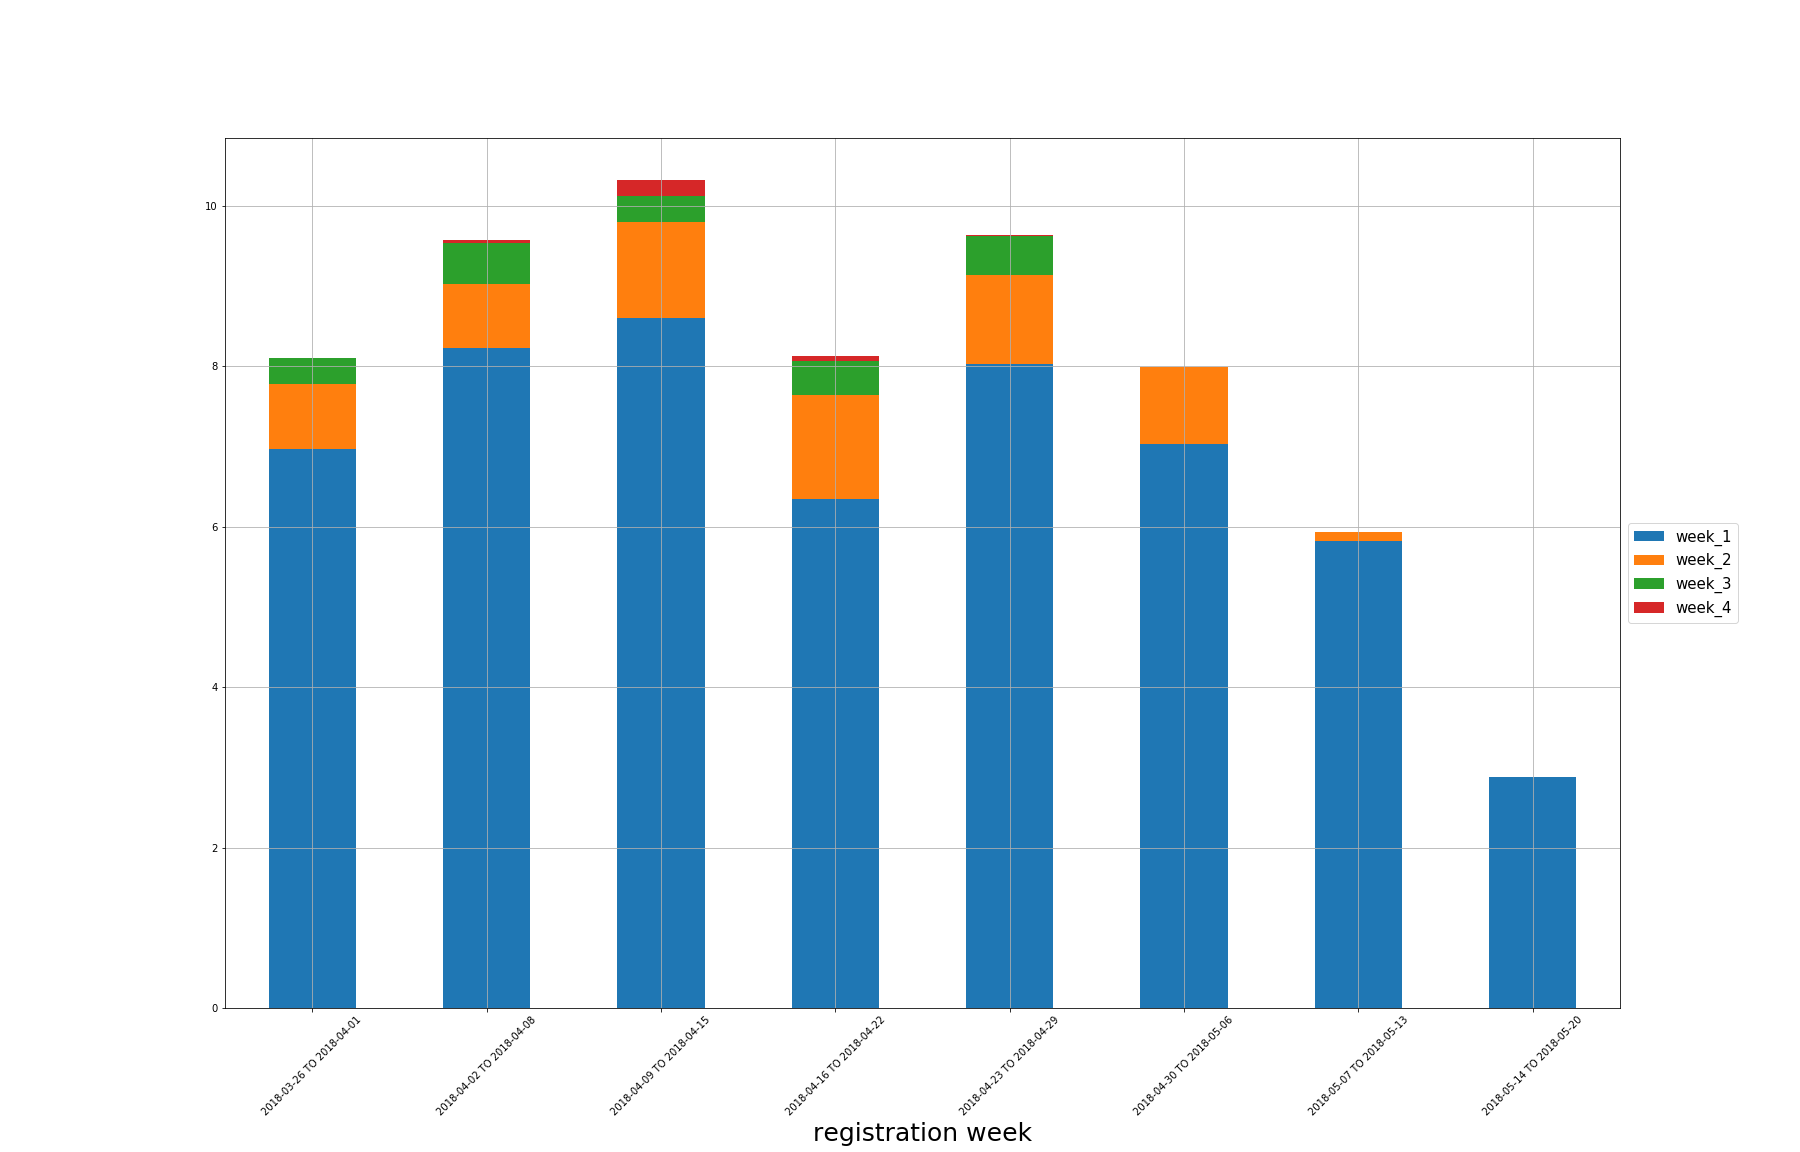 10
8
6
4
2
0
week_1
week_2
week_3
week_4
2018-03-26 TO 2018-04-01
2018-04-02 TO 2018-04-08
2018-04-09 TO 2018-04-15
2018-04-16 TO 2018-04-22
2018-04-23 TO 2018-04-29
2018-04-30 TO 2018-05-06
2018-05-07 TO 2018-05-13
2018-05-14 TO 2018-05-20
registration week